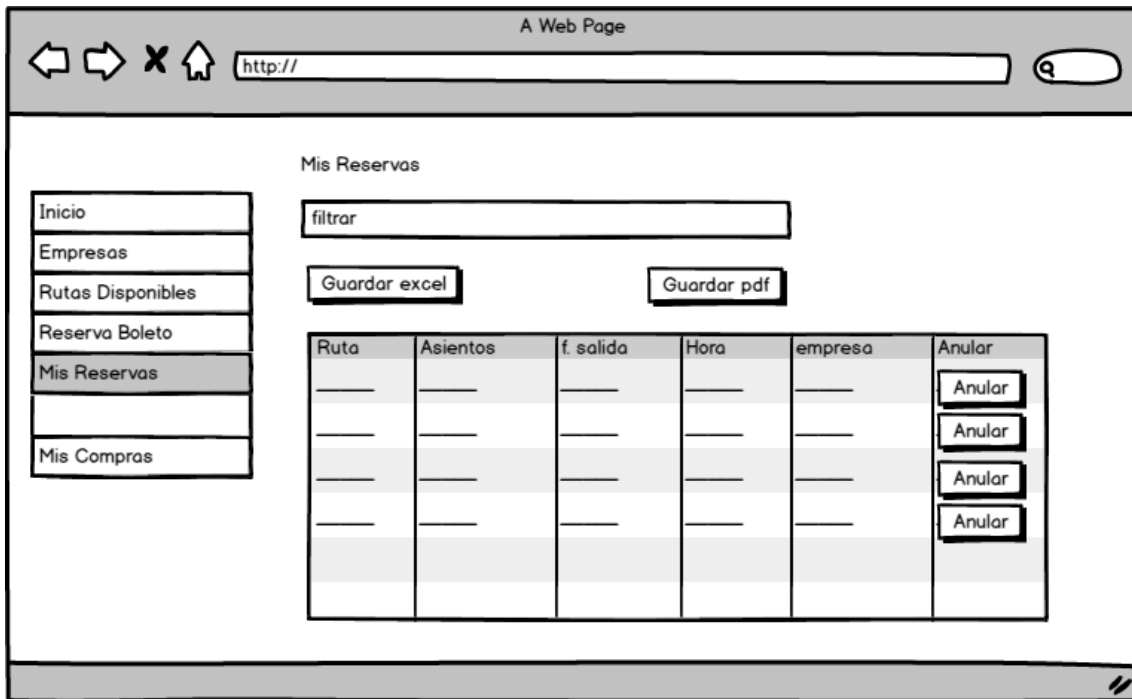 A Web Page
http://
Mis Reservas
Inicio
Empresas
Rutas Disponibles
Reserva Boleto
Mis Reservas
Mis Compras
filtrar
Guardar excel
Guardar pdf
Ruta Asientos f. salida Hora empresa Anular
Anular
Anular
Anular
Anular